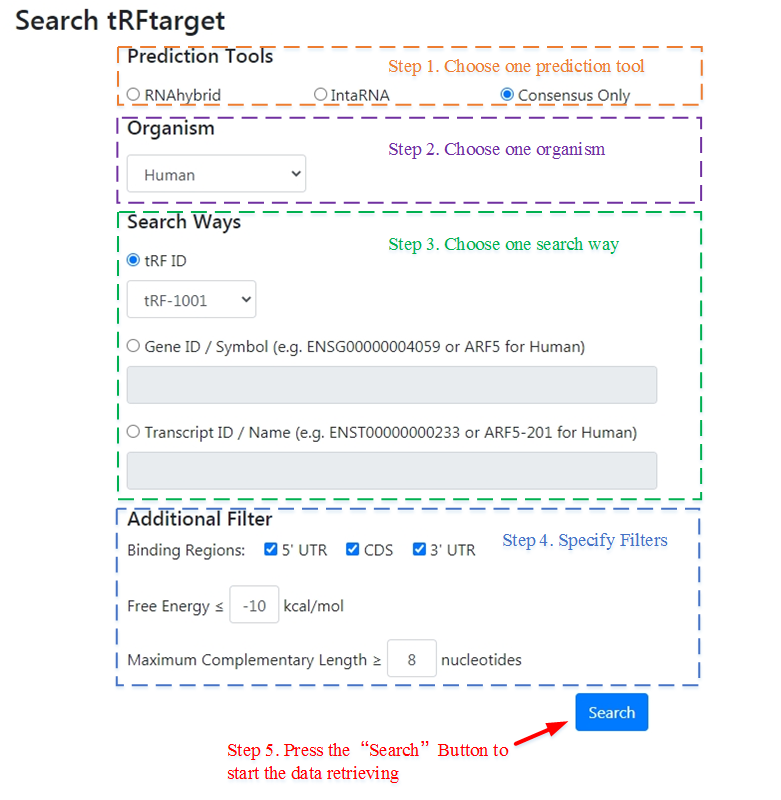 Search tRFtarget
Prediction Tools
Step 1. Choose one prediction tool
RNAhybrid
IntaRNA
Consensus Only
Organism
Step 2. Choose one organism
Human
Search Ways
Step 3. Choose one search way
tRF ID
tRF-1001
Gene ID / Symbol (e.g. ENSG00000004059 or ARF5 for Human)
Transcript ID / Name (e.g. ENST00000000233 or ARF5-201 for Human)
Additional Filter
Step 4. Specify Filters
Binding Regions: 5' UTR CDS 3' UTR
Free Energy ≤ -10 kcal/mol
Maximum Complementary Length ≥ 8 nucleotides
Search
Step 5. Press the “Search” Button to
start the data retrieving